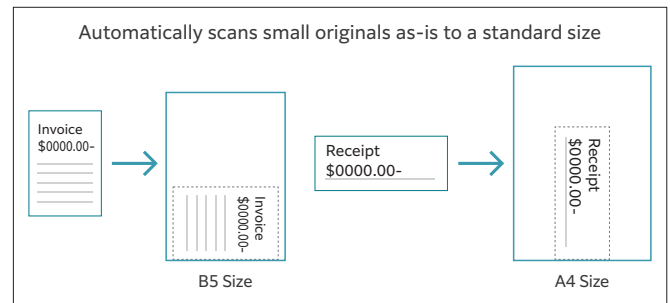 Automatically scans small originals as-is to a standard size
Invoice
$0000.00-
Invoice
$0000.00-
B5 Size
Receipt
$0000.00-
Receipt
$0000.00-
A4 Size